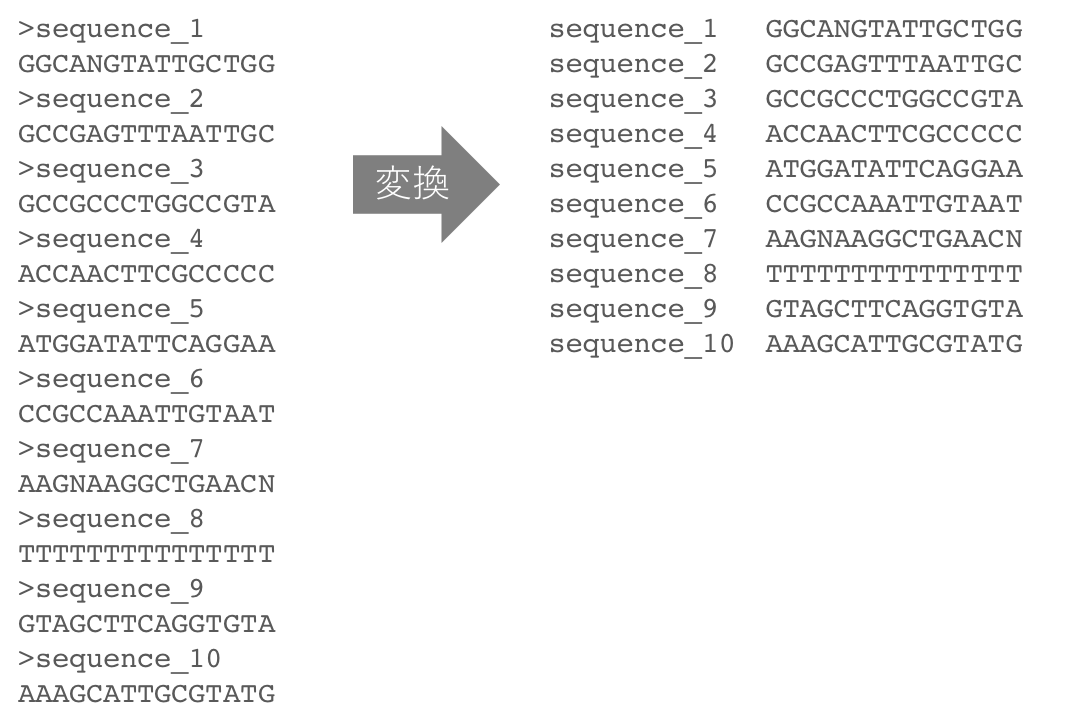 >sequence_1
GGCANGTATTGCTGG
>sequence_2
GCCGAGTTTAATTGC
>sequence_3
GCCGCCCTGGCCGTA
>sequence_4
ACCAACTTCGCCCCC
>sequence_5
ATGGATATTCAGGAA
>sequence_6
CCGCCAAATTGTAAT
>sequence_7
AAGNAAGGCTGAACN
>sequence_8
TTTTTTTTTTTTTTT
>sequence_9
GTAGCTTCAGGTGTA
>sequence_10
AAAGCATTGCGTATG
変換
sequence_1 GGCANGTATTGCTGG
sequence_2 GCCGAGTTTAATTGC
sequence_3 GCCGCCCTGGCCGTA
sequence_4 ACCAACTTCGCCCCC
sequence_5 ATGGATATTCAGGAA
sequence_6 CCGCCAAATTGTAAT
sequence_7 AAGNAAGGCTGAACN
sequence_8 TTTTTTTTTTTTTTT
sequence_9 GTAGCTTCAGGTGTA
sequence_10 AAAGCATTGCGTATG